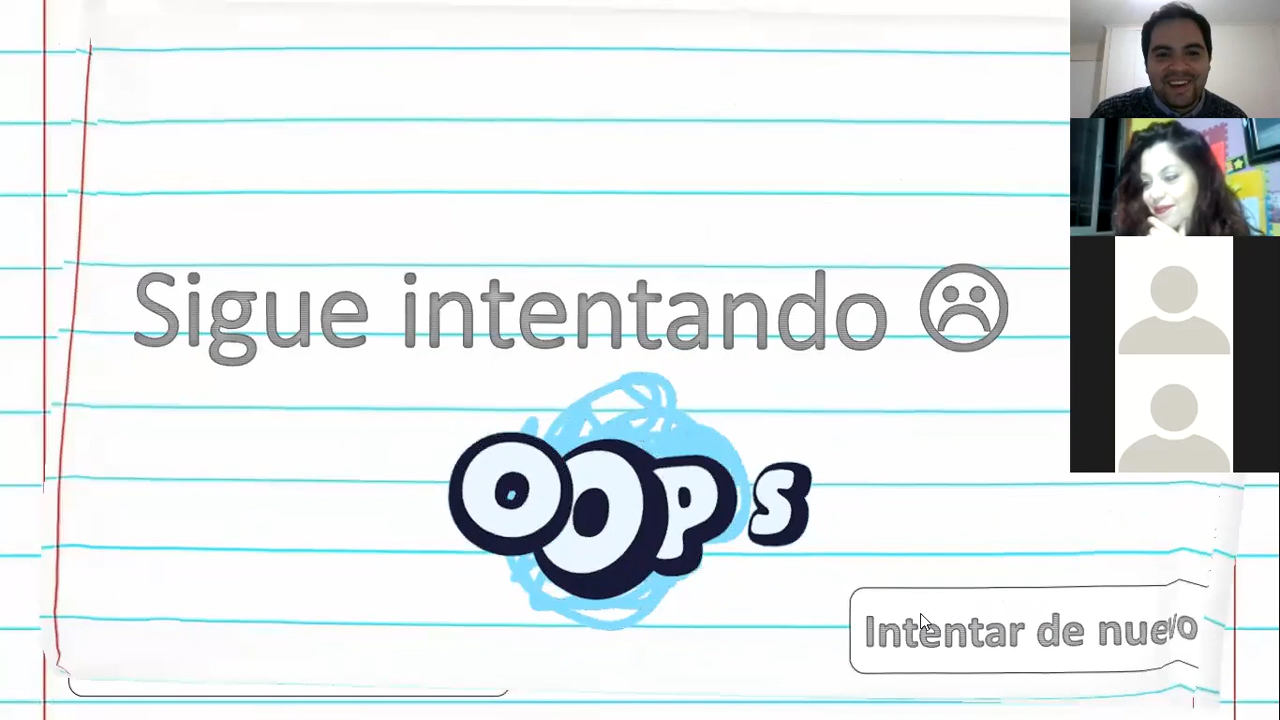 Sigue intentando ☹
OOPS
Intentar de nuevo